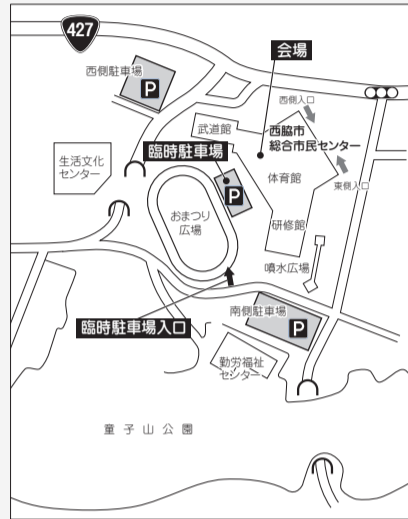 427
会場
西側駐車場
P
西側入口
武道館
西脇市
総合市民センター
臨時駐車場
生活文化
センター
P
体育館
東側入口
おまつり
広場
研修館
噴水広場
南側駐車場
P
臨時駐車場入口
勤労福祉
センター
童子山公園